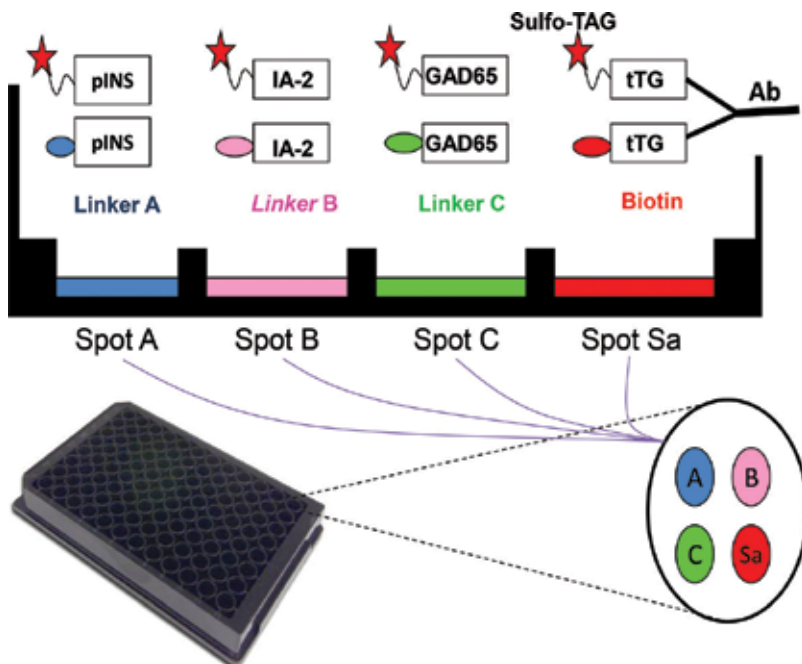 Sulfo-TAG
pINS IA-2 GAD65 tTG Ab
pINS IA-2 GAD65 tTG
Linker A Linker B Linker C Biotin
Spot A Spot B Spot C Spot Sa
A B
C Sa